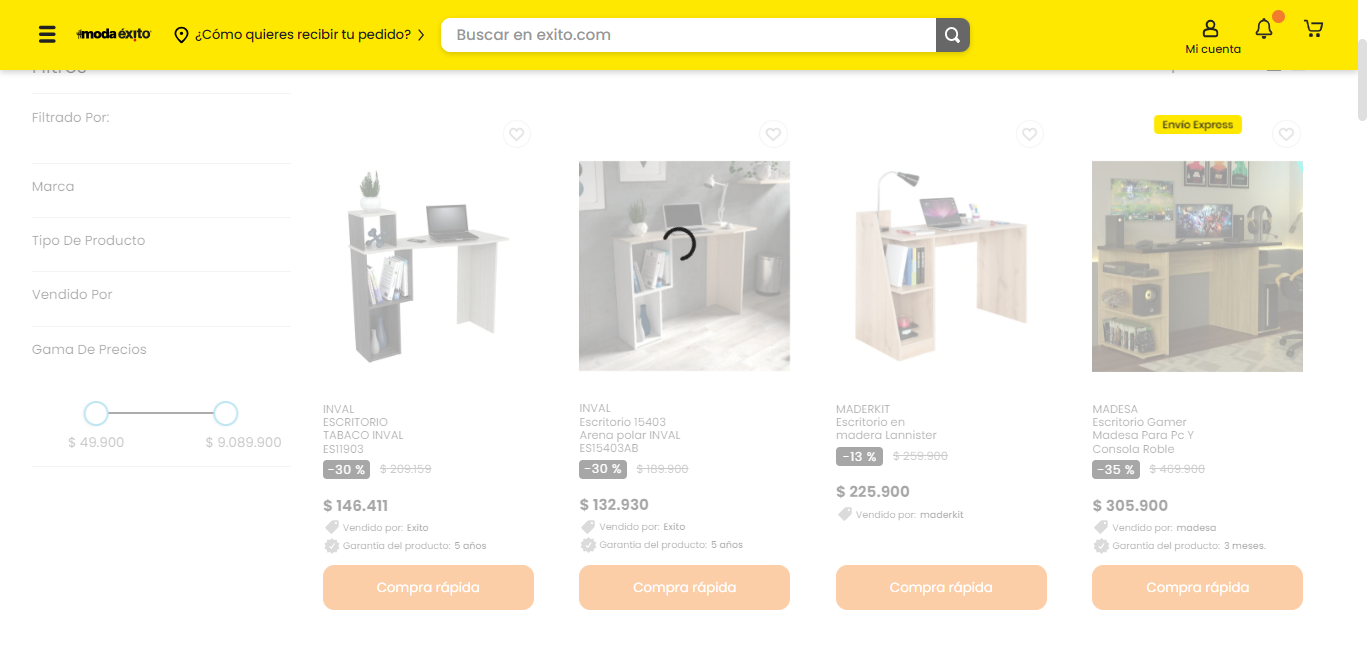 moda éxito
¿Cómo quieres recibir tu pedido?
Buscar en exito.com
Mi cuenta
Filtros
Filtrado Por:
Marca
Tipo De Producto
Vendido Por
Gama De Precios
$ 49.900
$ 9.089.900
INVAL
ESCRITORIO
TABACO INVAL
ES11903
-30 %
$ 209.159
$ 146.411
Vendido por: Exito
Garantía del producto: 5 años
Compra rápida
INVAL
Escritorio 15403
Arena polar INVAL
ES15403AB
-30 %
$ 189.900
$ 132.930
Vendido por: Exito
Garantía del producto: 5 años
Compra rápida
MADERKIT
Escritorio en
madera Lannister
-13 %
$ 259.900
$ 225.900
Vendido por: maderkit
Compra rápida
Envío Express
MADESA
Escritorio Gamer
Madesa Para Pc Y
Consola Roble
-35 %
$ 469.900
$ 305.900
Vendido por: madesa
Garantía del producto: 3 meses.
Compra rápida